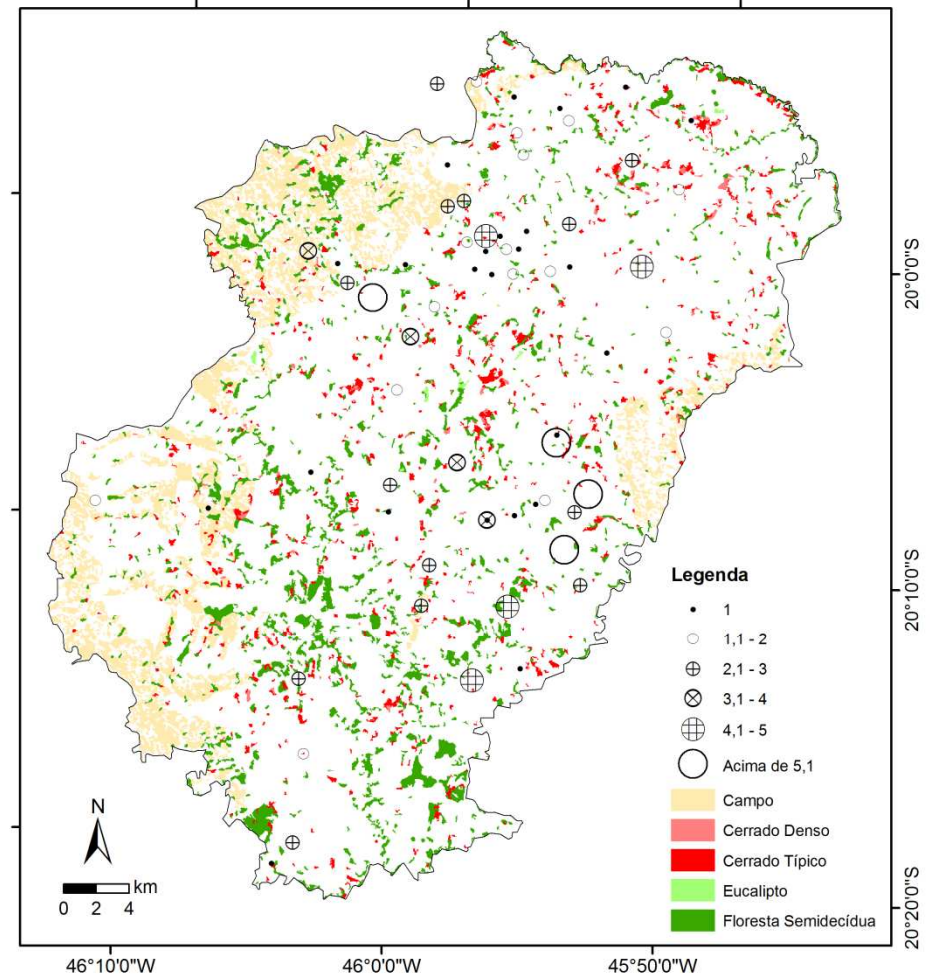 20°0'0"S
Legenda
1
1,1 - 2
2,1 - 3
3,1 - 4
4,1 - 5
Acima de 5,1
Campo
Cerrado Denso
Cerrado Típico
Eucalipto
Floresta Semidecídua
20°10'0"S
20°20'0"S
N
km
0 2 4
46°10'0"W
46°0'0"W
45°50'0"W